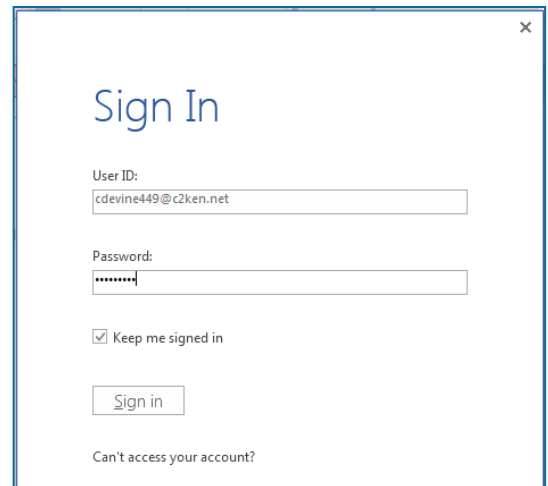 Sign In
User ID:
cdevine449@c2ken.net
Password:
•••••••••
Keep me signed in
Sign in
Can't access your account?